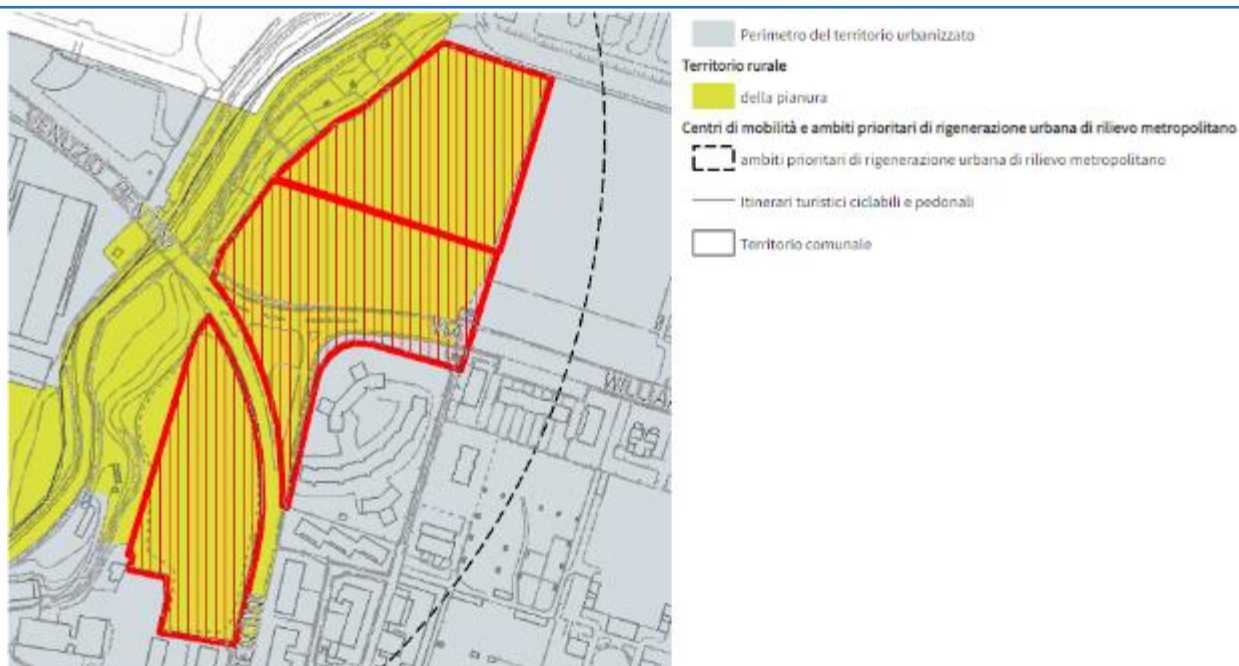 Perimetro del territorio urbanizzato
Territorio rurale
della pianura
Centri di mobilità e ambiti prioritari di rigenerazione urbana di rilievo metropolitano
ambiti prioritari di rigenerazione urbana di rilievo metropolitano
Itinerari turistici ciclabili e pedonali
Territorio comunale
WILLIA